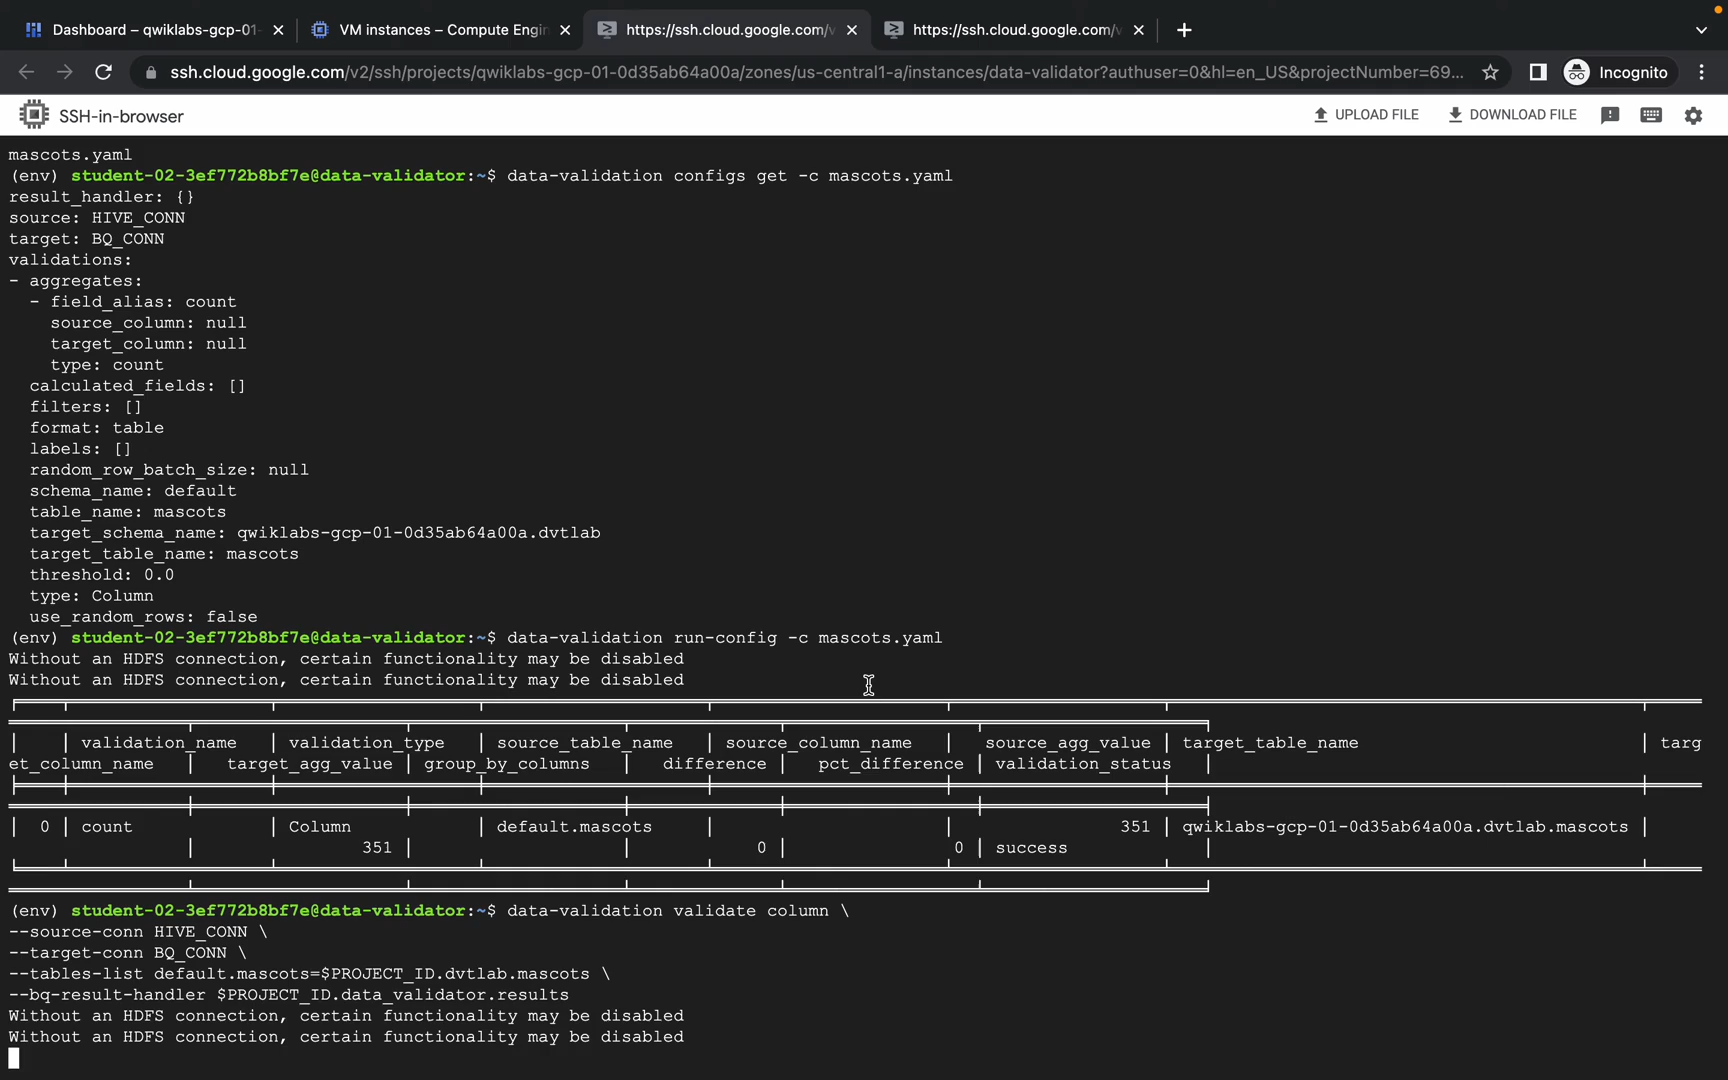 Dashboard – qwiklabs-gcp-01-
VM instances – Compute Engin
https://ssh.cloud.google.com/v
https://ssh.cloud.google.com/v
ssh.cloud.google.com/v2/ssh/projects/qwiklabs-gcp-01-0d35ab64a00a/zones/us-central1-a/instances/data-validator?authuser=0&hl=en_US&projectNumber=69...
Incognito
SSH-in-browser
UPLOAD FILE
DOWNLOAD FILE
mascots.yaml
(env) student-02-3ef772b8bf7e@data-validator:~$ data-validation configs get -c mascots.yaml
result_handler: {}
source: HIVE_CONN
target: BQ_CONN
validations:
- aggregates:
  - field_alias: count
    source_column: null
    target_column: null
    type: count
  calculated_fields: []
  filters: []
  format: table
  labels: []
  random_row_batch_size: null
  schema_name: default
  table_name: mascots
  target_schema_name: qwiklabs-gcp-01-0d35ab64a00a.dvtlab
  target_table_name: mascots
  threshold: 0.0
  type: Column
  use_random_rows: false
(env) student-02-3ef772b8bf7e@data-validator:~$ data-validation run-config -c mascots.yaml
Without an HDFS connection, certain functionality may be disabled
Without an HDFS connection, certain functionality may be disabled
│    │ validation_name   │ validation_type   │ source_table_name   │ source_column_name   │   source_agg_value │ target_table_name                           │ targ
et_column_name   │   target_agg_value │ group_by_columns   │   difference │   pct_difference │ validation_status   │
│  0 │ count             │ Column            │ default.mascots     │                      │                351 │ qwiklabs-gcp-01-0d35ab64a00a.dvtlab.mascots │
                 │                351 │                    │            0 │                0 │ success             │
(env) student-02-3ef772b8bf7e@data-validator:~$ data-validation validate column \
--source-conn HIVE_CONN \
--target-conn BQ_CONN \
--tables-list default.mascots=$PROJECT_ID.dvtlab.mascots \
--bq-result-handler $PROJECT_ID.data_validator.results
Without an HDFS connection, certain functionality may be disabled
Without an HDFS connection, certain functionality may be disabled